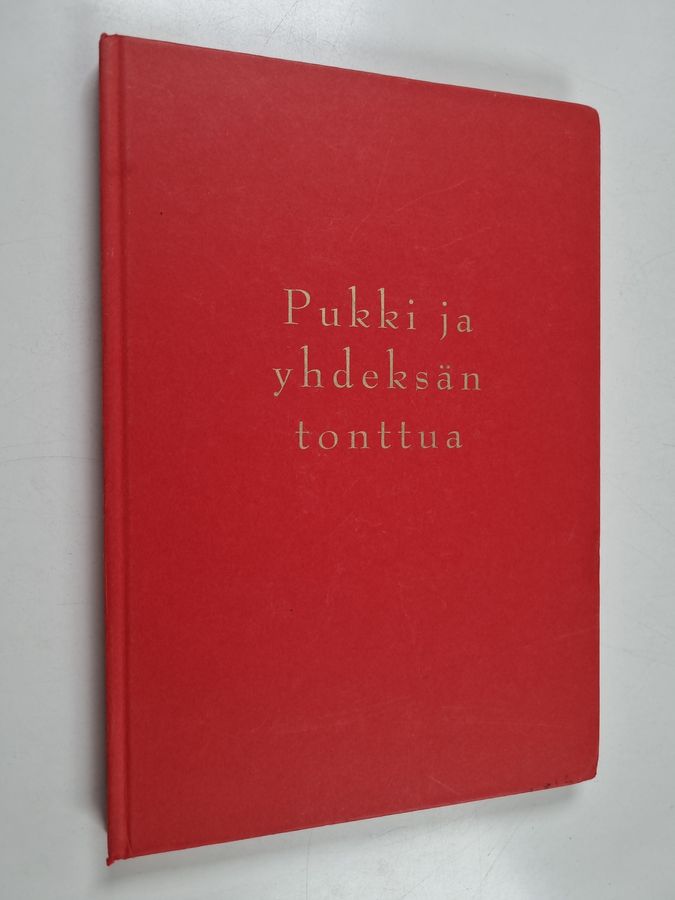 Pukki ja
yhdeksän
tonttua